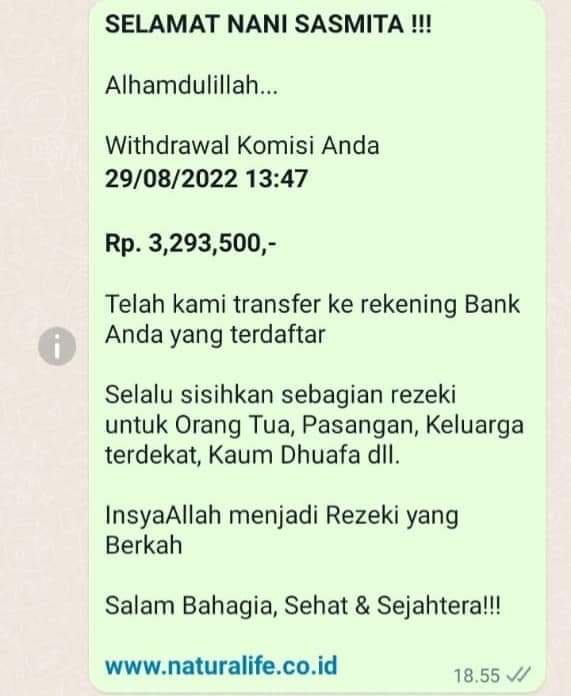 SELAMAT NANI SASMITA !!!
Alhamdulillah...
Withdrawal Komisi Anda
29/08/2022 13:47
Rp. 3,293,500,-
Telah kami transfer ke rekening Bank
Anda yang terdaftar
Selalu sisihkan sebagian rezeki
untuk Orang Tua, Pasangan, Keluarga
terdekat, Kaum Dhuafa dll.
InsyaAllah menjadi Rezeki yang
Berkah
Salam Bahagia, Sehat & Sejahtera!!!
www.naturalife.co.id
18.55